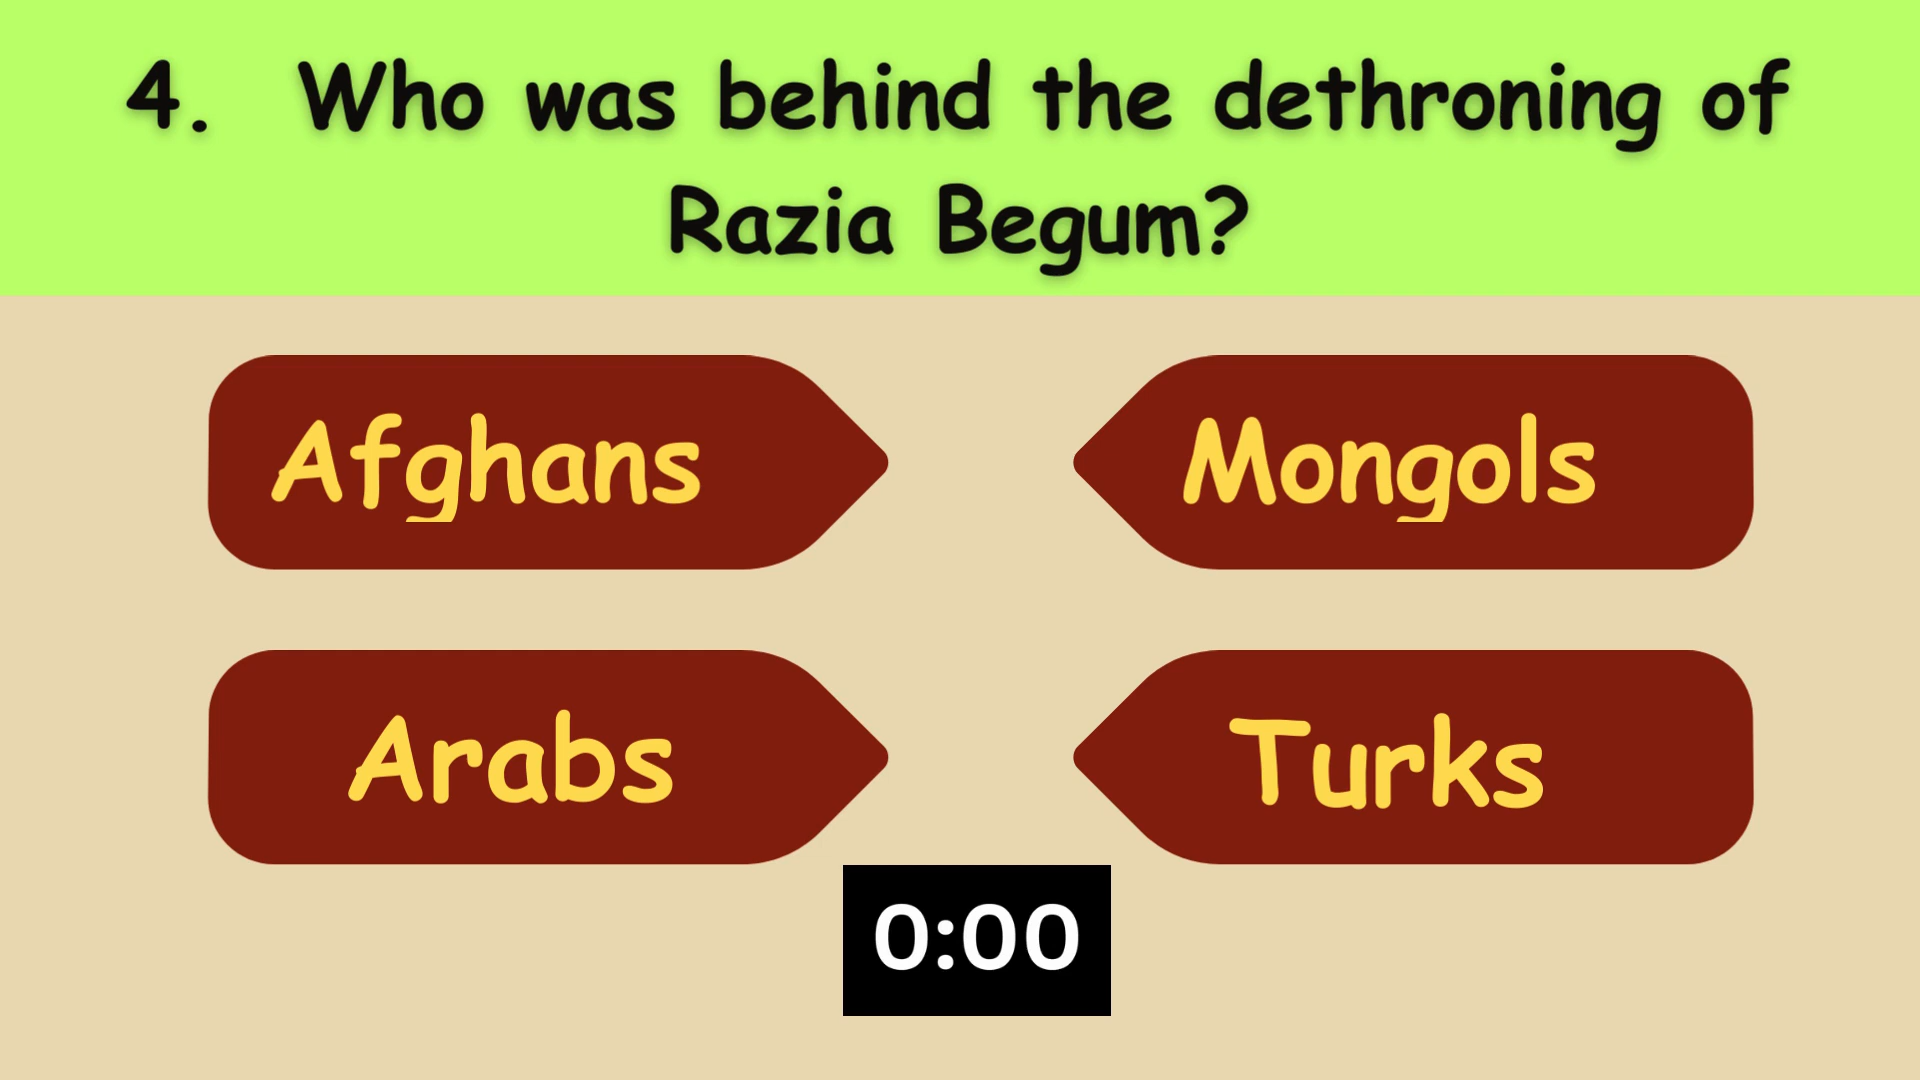 4. Who was behind the dethroning of
Razia Begum?
Afghans
Mongols
Arabs
Turks
0:00